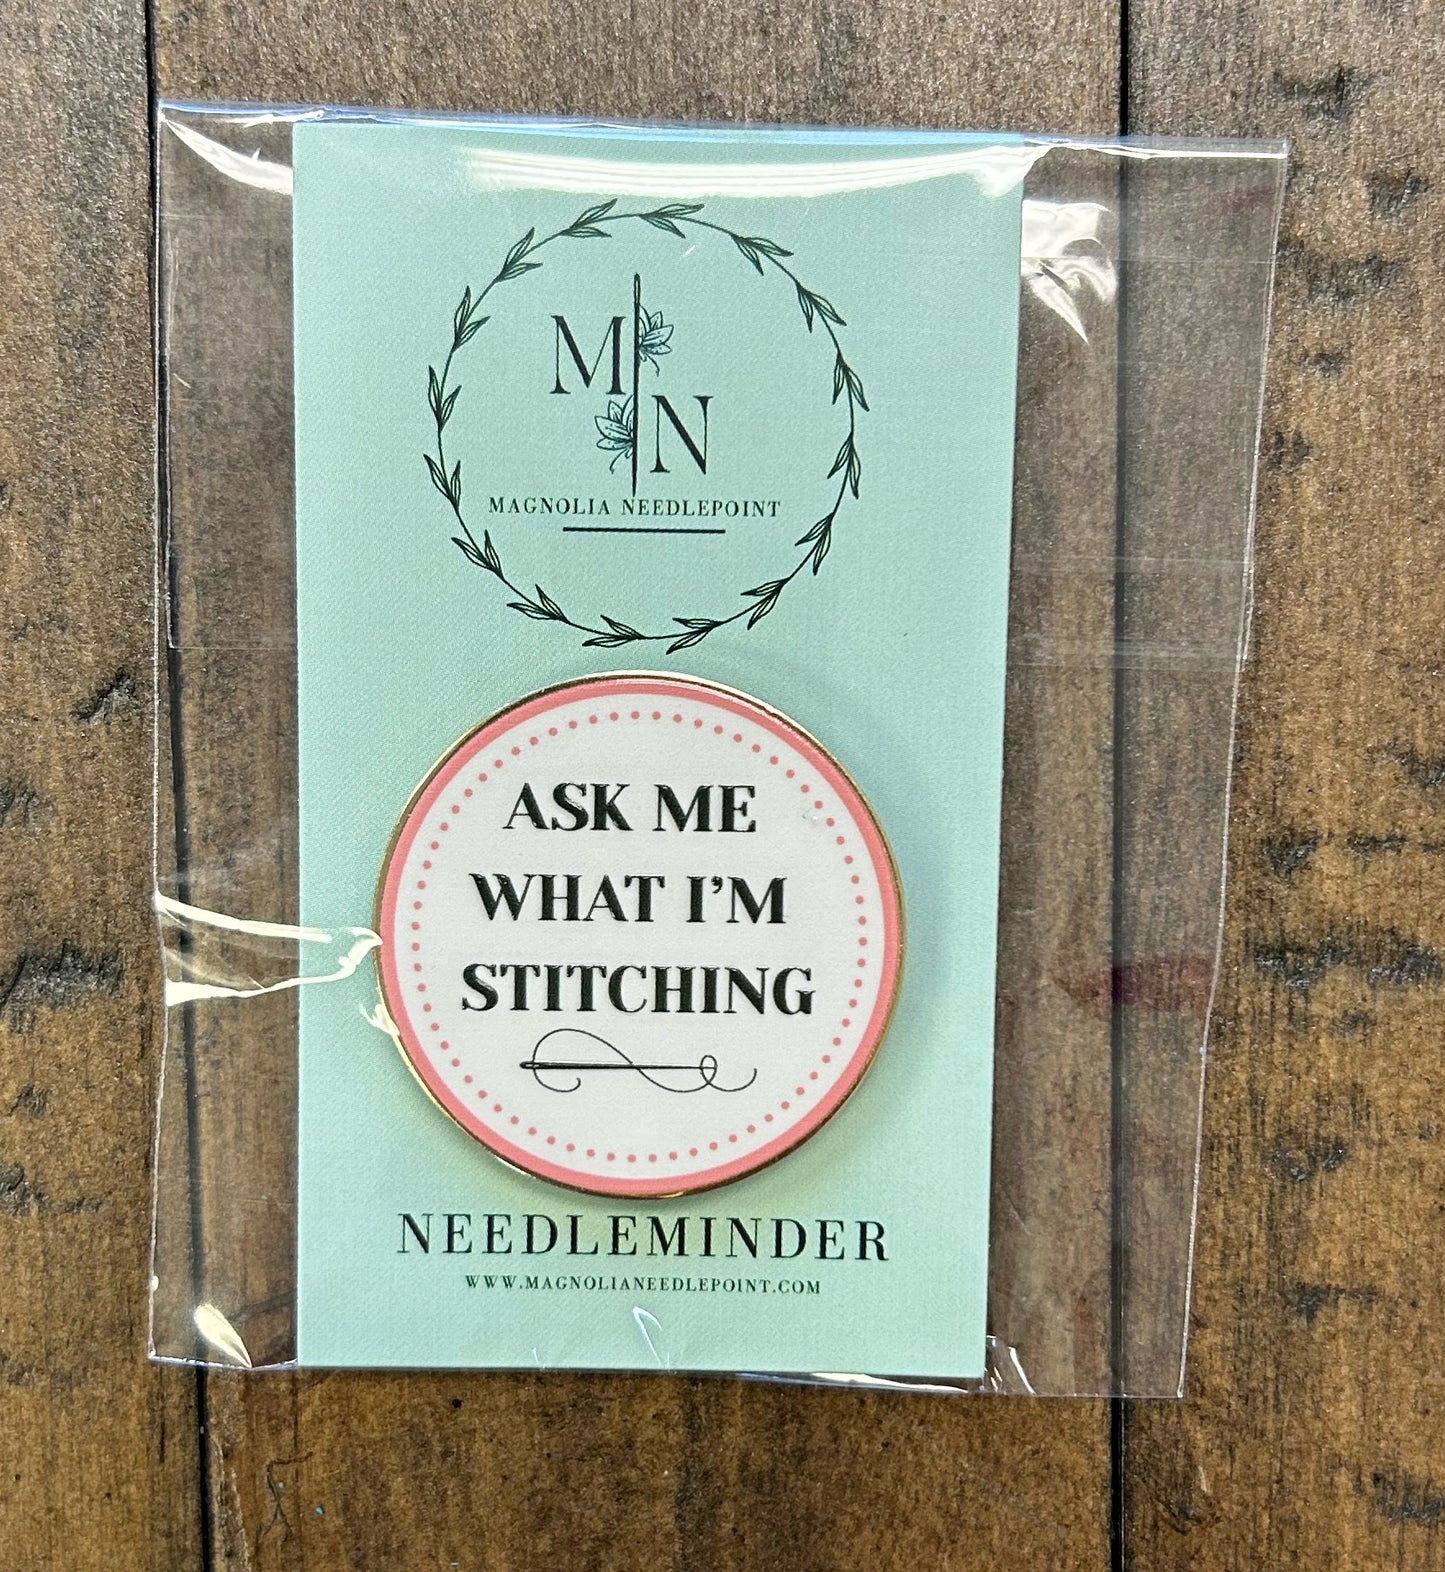 M
N
MAGNOLIA NEEDLEPOINT
ASK ME
WHAT I'M
STITCHING
NEEDLEMINDER
WWW.MAGNOLIANEEDLEPOINT.COM